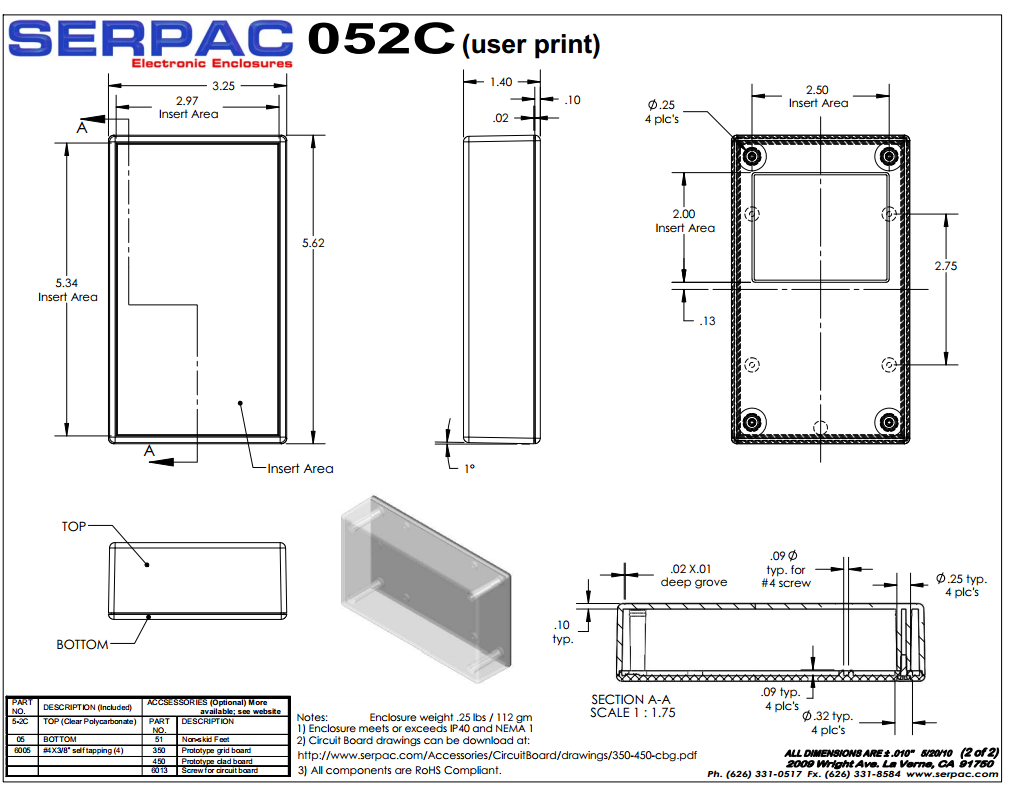 SERPAC 052C (user print)
Electronic Enclosures
3.25
2.97
Insert Area
A
5.34
Insert Area
5.62
A
Insert Area
1.40
.10
.02
1°
Ø.25
4 plc's
2.50
Insert Area
2.00
Insert Area
2.75
.13
TOP
BOTTOM
.02 X.01
deep grove
.09 Ø
typ. for
#4 screw
Ø.25 typ.
4 plc's
.10
typ.
.09 typ.
4 plc's
Ø.32 typ.
4 plc's
SECTION A-A
SCALE 1 : 1.75
PART NO. DESCRIPTION (Included) ACCSESSORIES (Optional) More available; see website
5-2C TOP (Clear Polycarbonate) PART NO. DESCRIPTION
05 BOTTOM 51 Non-skid Feet
6005 #4X3/8" self tapping (4) 350 Prototype grid board
450 Prototype clad board
6013 Screw for circuit board
Notes: Enclosure weight .25 lbs / 112 gm
1) Enclosure meets or exceeds IP40 and NEMA 1
2) Circuit Board drawings can be download at:
http://www.serpac.com/Accessories/CircuitBoard/drawings/350-450-cbg.pdf
3) All components are RoHS Compliant.
ALL DIMENSIONS ARE ± .010" 5/20/10 (2 of 2)
2009 Wright Ave. La Verne, CA 91750
Ph. (626) 331-0517 Fx. (626) 331-8584 www.serpac.com